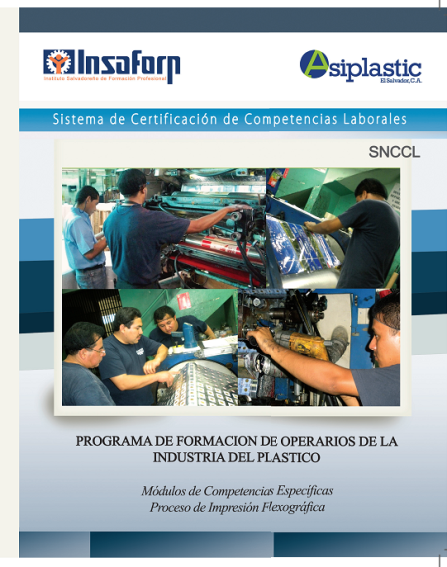 Insaforp
Instituto Salvadoreño de Formación Profesional
Asiplastic
El Salvador, C.A.
Sistema de Certificación de Competencias Laborales
SNCCL
PROGRAMA DE FORMACION DE OPERARIOS DE LA
INDUSTRIA DEL PLASTICO
Módulos de Competencias Específicas
Proceso de Impresión Flexográfica